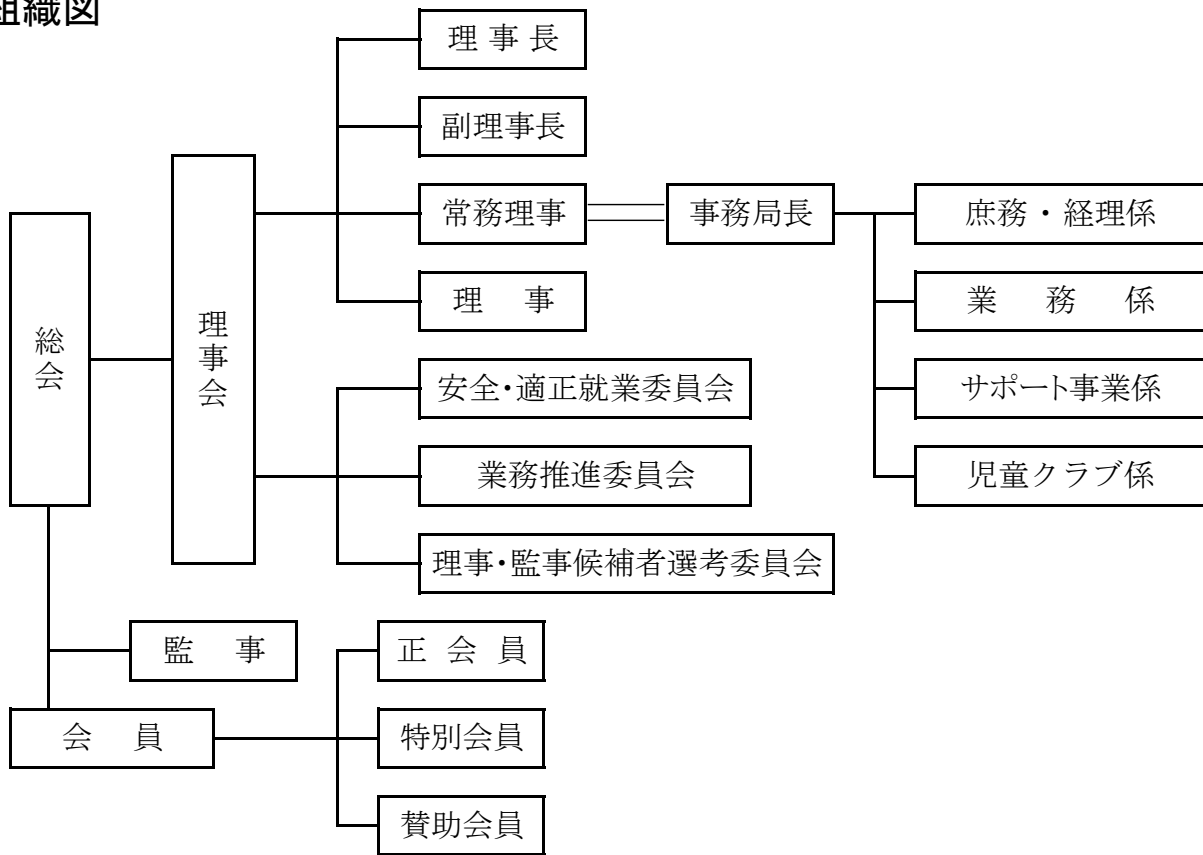 組織図
理事長
副理事長
常務理事
事務局長
庶務・経理係
理 事
業 務 係
総会
理事会
安全・適正就業委員会
サポート事業係
業務推進委員会
児童クラブ係
理事・監事候補者選考委員会
監 事
正会員
会 員
特別会員
賛助会員